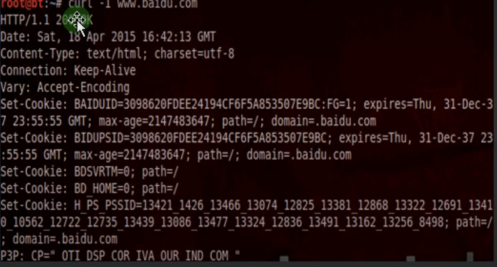 root@bt:~# curl -I www.baidu.com
HTTP/1.1 200 OK
Date: Sat, 18 Apr 2015 16:42:13 GMT
Content-Type: text/html; charset=utf-8
Connection: Keep-Alive
Vary: Accept-Encoding
Set-Cookie: BAIDUID=3098620FDEE24194CF6F5A853507E9BC:FG=1; expires=Thu, 31-Dec-3
7 23:55:55 GMT; max-age=2147483647; path=/; domain=.baidu.com
Set-Cookie: BIDUPSID=3098620FDEE24194CF6F5A853507E9BC; expires=Thu, 31-Dec-37 23
:55:55 GMT; max-age=2147483647; path=/; domain=.baidu.com
Set-Cookie: BDSVRTM=0; path=/
Set-Cookie: BD_HOME=0; path=/
Set-Cookie: H_PS_PSSID=13421_1426_13466_13074_12825_13381_12868_13322_12691_1341
0_10562_12722_12735_13439_13086_13477_13324_12836_13491_13162_13256_8498; path=/
; domain=.baidu.com
P3P: CP=" OTI DSP COR IVA OUR IND COM "